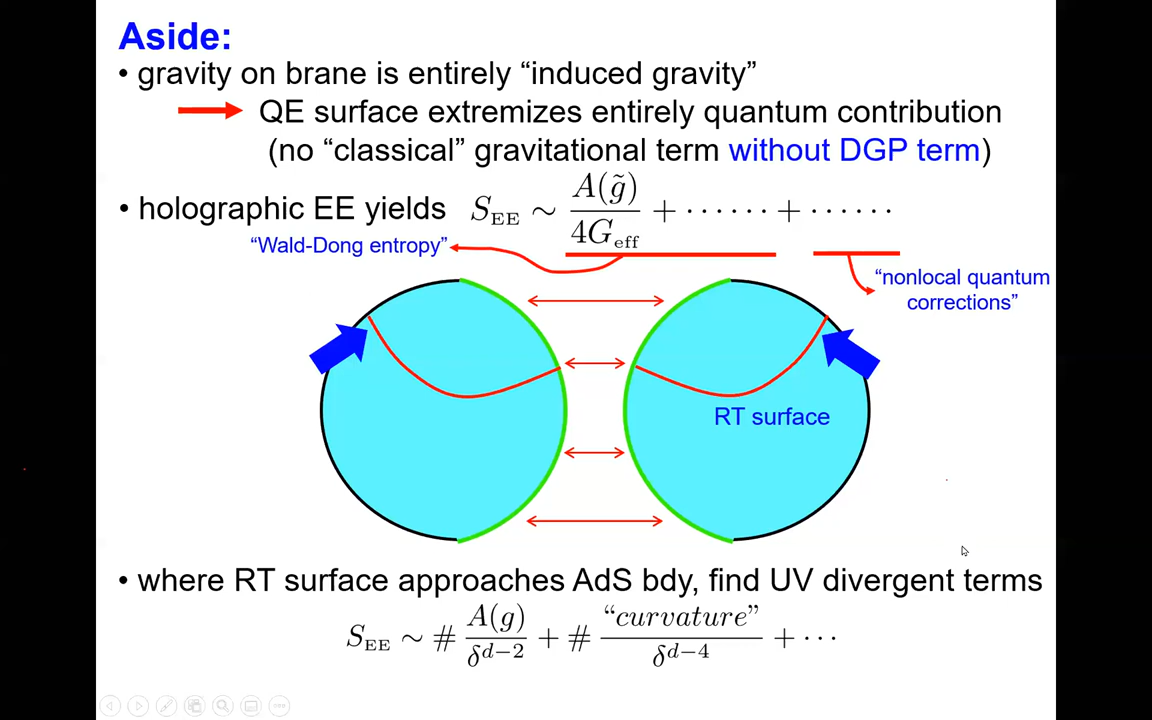 Aside:
• gravity on brane is entirely “induced gravity”
QE surface extremizes entirely quantum contribution
(no “classical” gravitational term without DGP term)
• holographic EE yields S_EE ∼ A(g̃)/4G_eff + ······ + ······
“Wald-Dong entropy”
“nonlocal quantum
corrections”
RT surface
• where RT surface approaches AdS bdy, find UV divergent terms
S_EE ∼ # A(g)/δ^{d−2} + # “curvature”/δ^{d−4} + ···